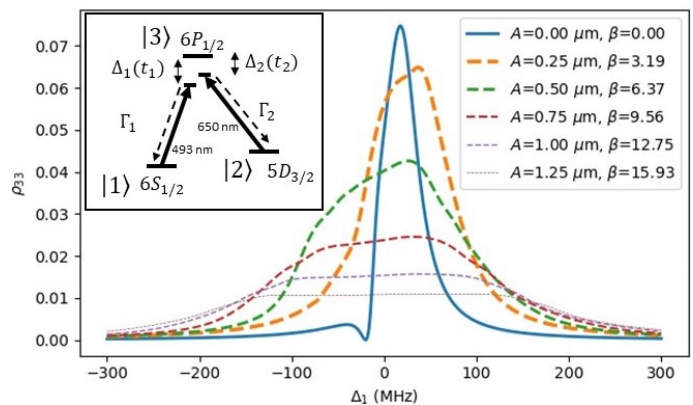 |3⟩ 6P₁/₂
Δ₁(t₁) Δ₂(t₂)
Γ₁ Γ₂
493 nm 650 nm
|1⟩ 6S₁/₂ |2⟩ 5D₃/₂
A=0.00 μm, β=0.00
A=0.25 μm, β=3.19
A=0.50 μm, β=6.37
A=0.75 μm, β=9.56
A=1.00 μm, β=12.75
A=1.25 μm, β=15.93
ρ₃₃
0.07
0.06
0.05
0.04
0.03
0.02
0.01
0.00
−300 −200 −100 0 100 200 300
Δ₁ (MHz)